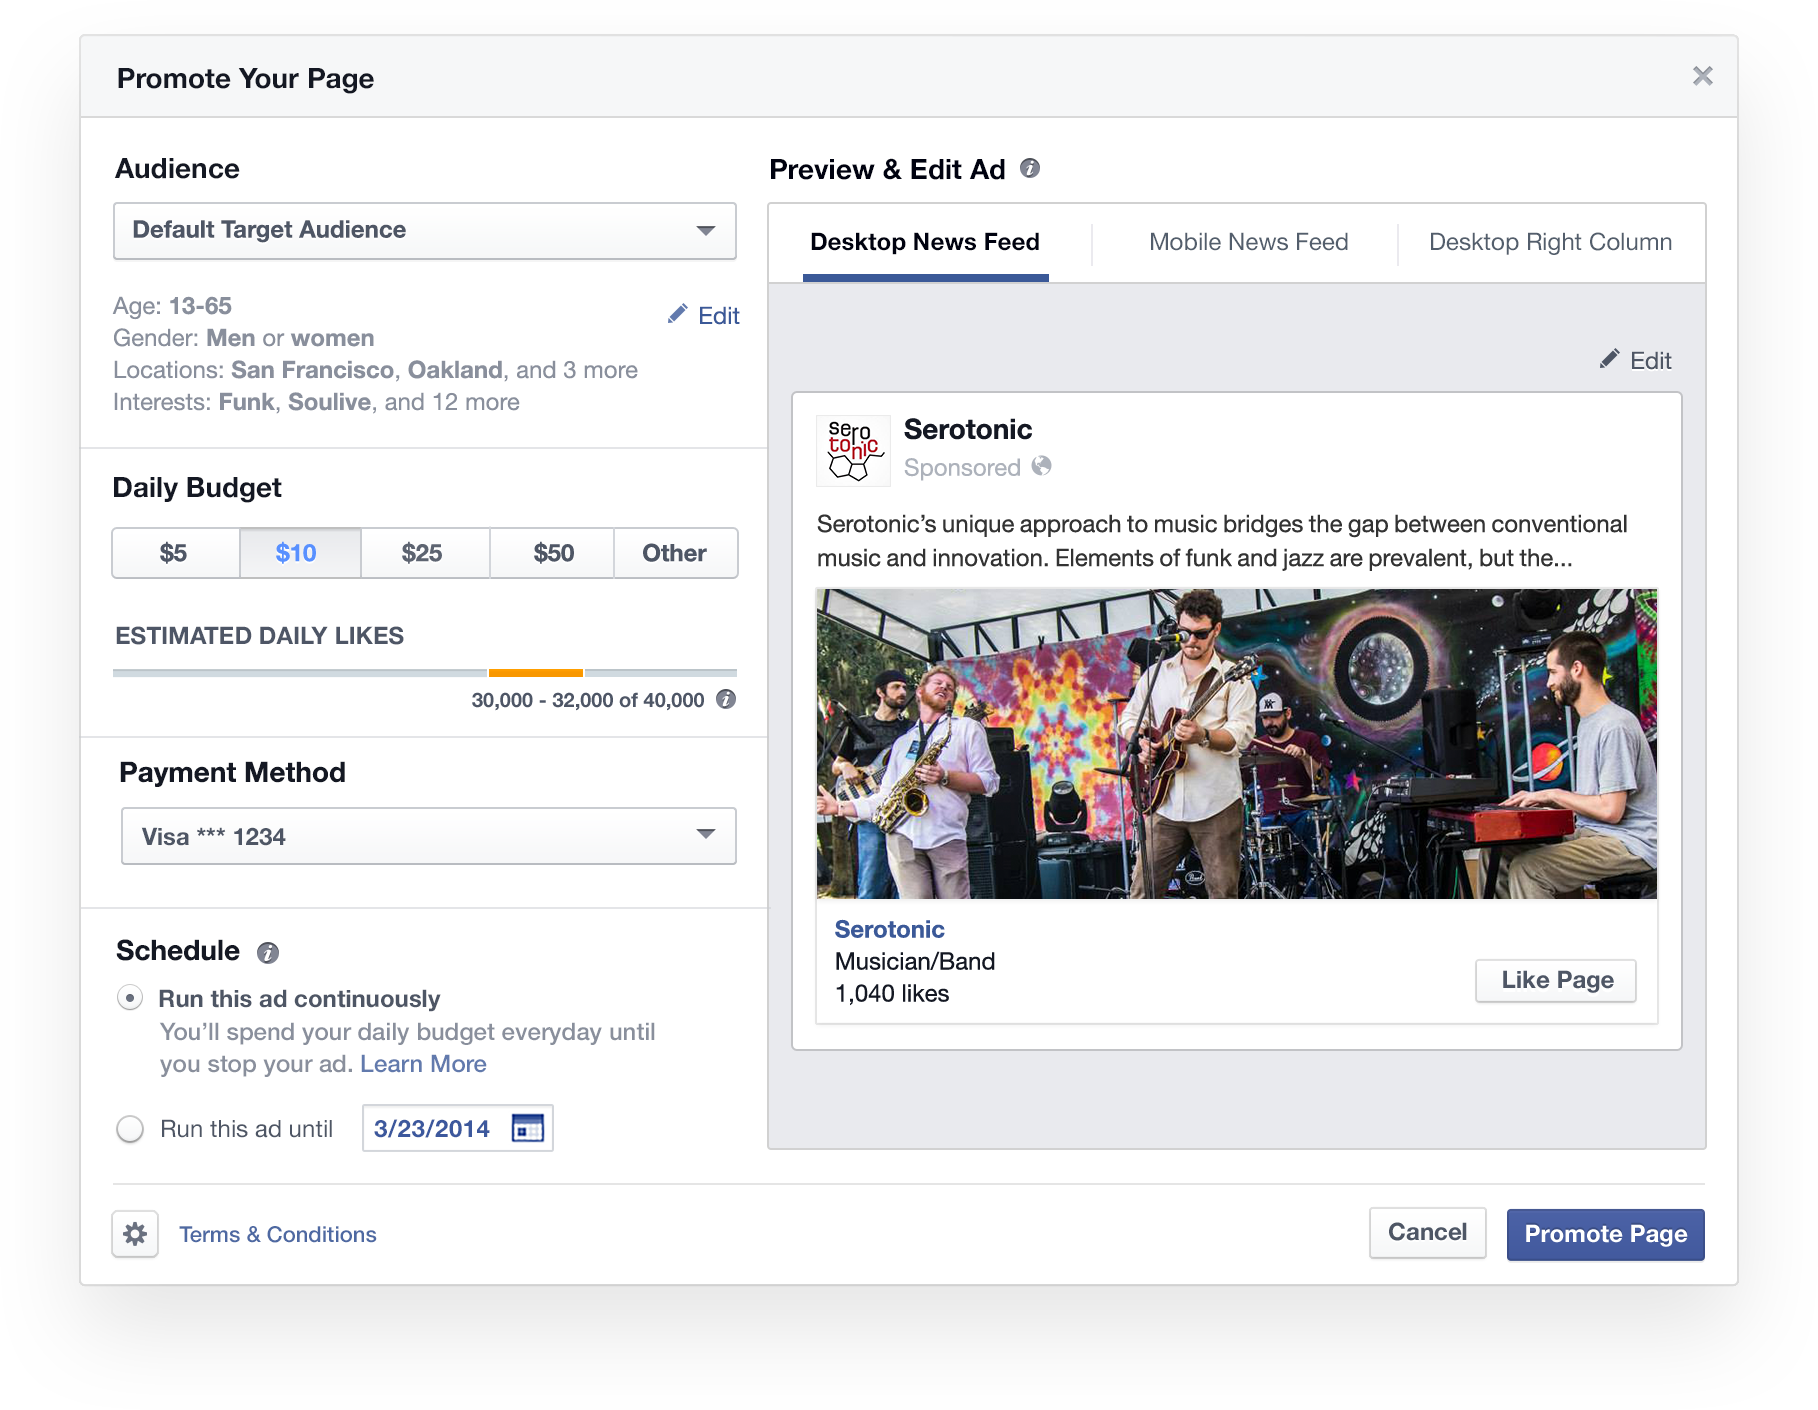 Promote Your Page
Audience
Default Target Audience
Age: 13-65
Gender: Men or women
Locations: San Francisco, Oakland, and 3 more
Interests: Funk, Soulive, and 12 more
Edit
Daily Budget
$5 $10 $25 $50 Other
ESTIMATED DAILY LIKES
30,000 - 32,000 of 40,000
Payment Method
Visa *** 1234
Schedule
Run this ad continuously
You’ll spend your daily budget everyday until
you stop your ad. Learn More
Run this ad until 3/23/2014
Preview & Edit Ad
Desktop News Feed Mobile News Feed Desktop Right Column
Edit
sero
tonic
Serotonic
Sponsored
Serotonic’s unique approach to music bridges the gap between conventional
music and innovation. Elements of funk and jazz are prevalent, but the...
Pearl
Serotonic
Musician/Band
1,040 likes
Like Page
Terms & Conditions
Cancel Promote Page